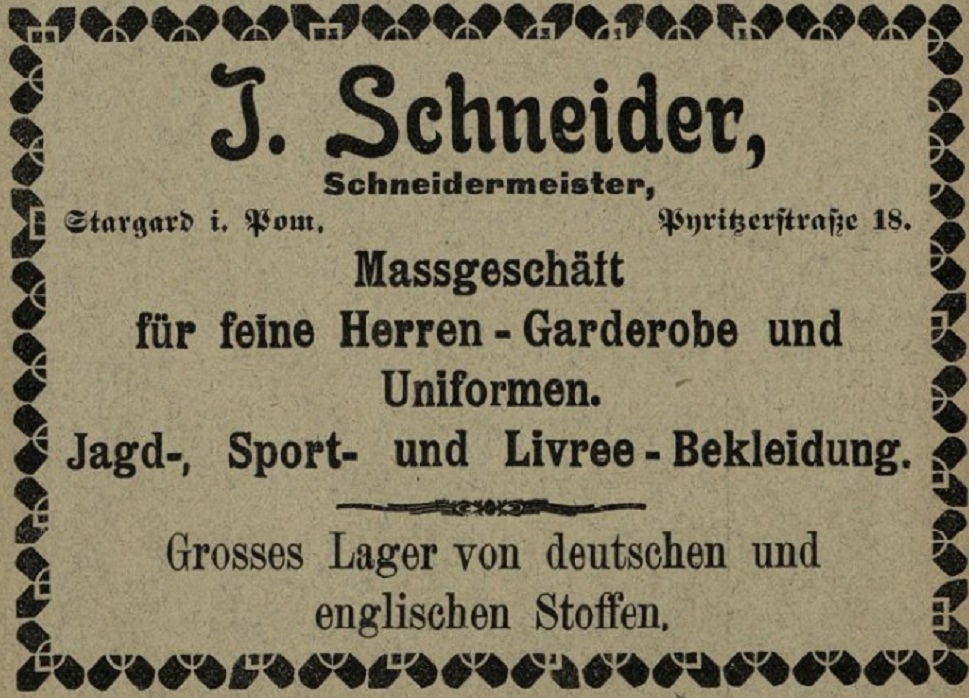 J. Schneider,
Schneidermeister,
Stargard i. Pom. Pyritzerstraße 18.
Massgeschäft
für feine Herren - Garderobe und
Uniformen.
Jagd-, Sport- und Livree - Bekleidung.
Grosses Lager von deutschen und
englischen Stoffen.